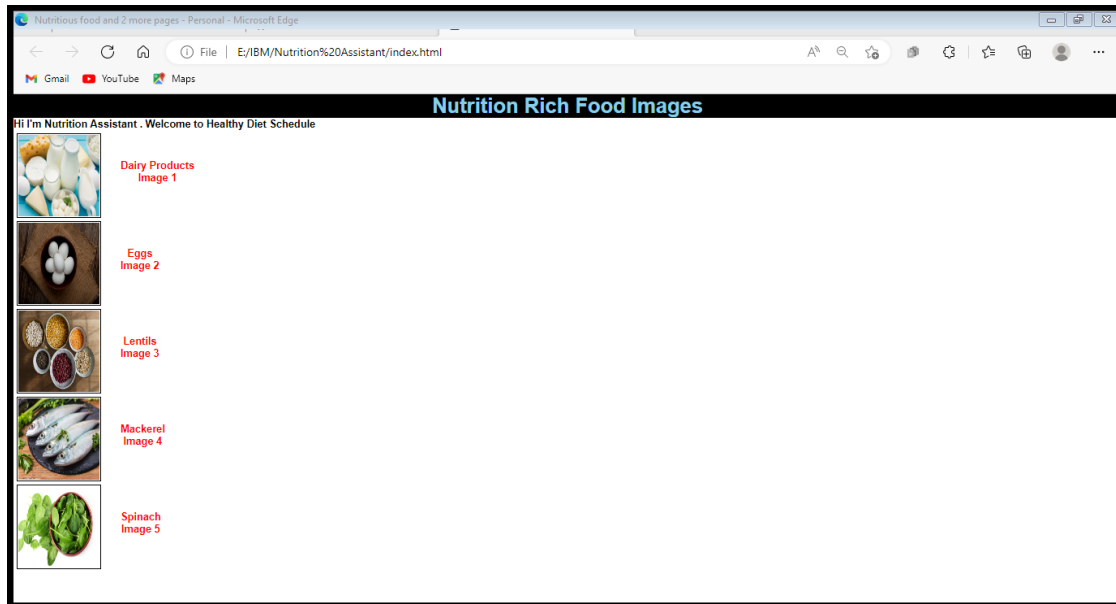 Nutritious food and 2 more pages - Personal - Microsoft Edge
File | E:/IBM/Nutrition%20Assistant/index.html
Gmail YouTube Maps
Nutrition Rich Food Images
Hi I'm Nutrition Assistant . Welcome to Healthy Diet Schedule
Dairy Products
Image 1
Eggs
Image 2
Lentils
Image 3
Mackerel
Image 4
Spinach
Image 5